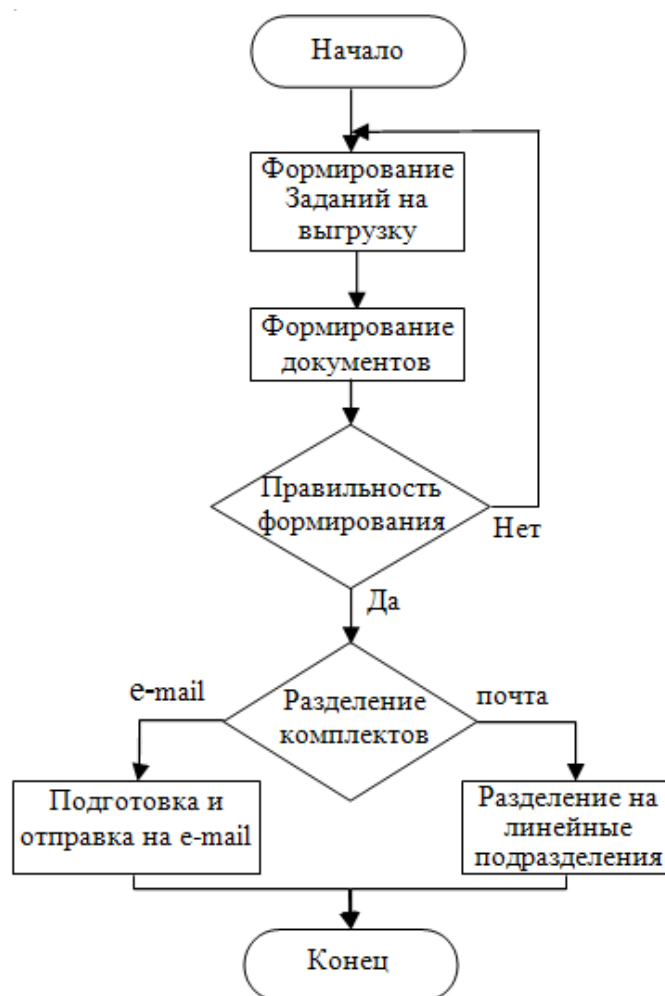 Начало
Формирование
Заданий на
выгрузку
Формирование
документов
Правильность
формирования
Нет
Да
e-mail
Разделение
комплектов
почта
Подготовка и
отправка на e-mail
Разделение на
линейные
подразделения
Конец